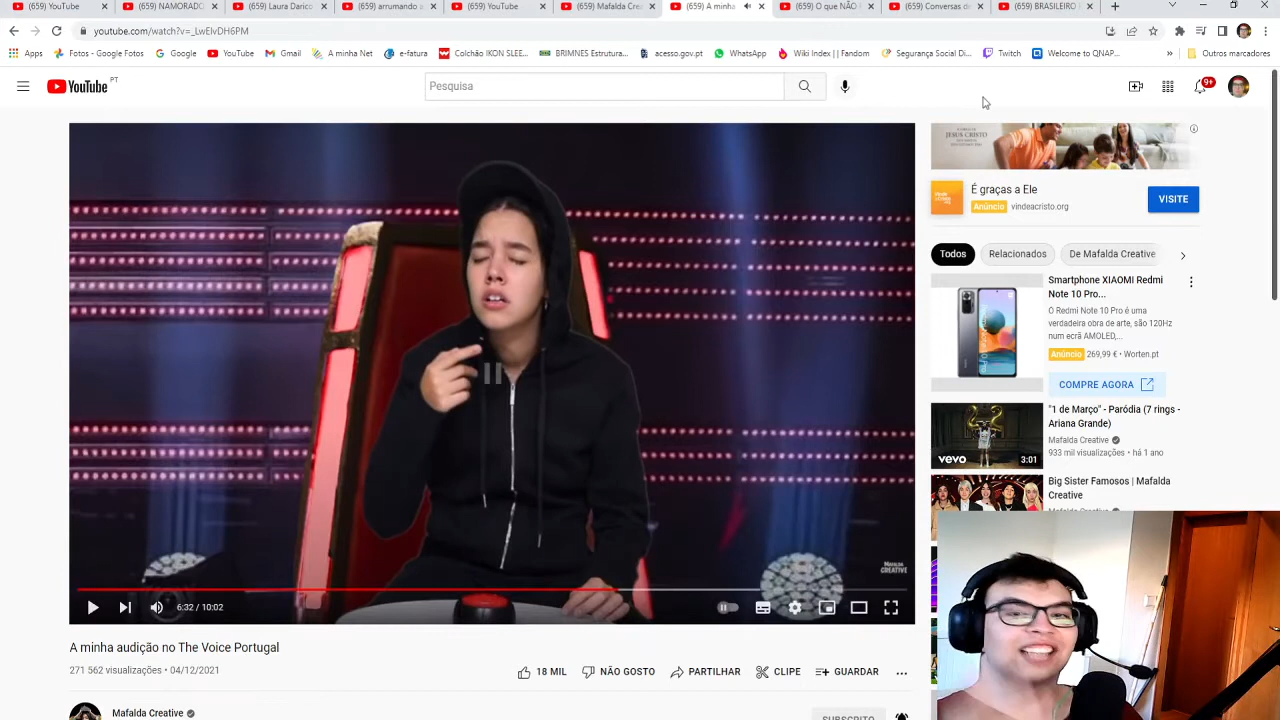 (659) YouTube
(659) NAMORADO
(659) Laura Darico
(659) arrumando a
(659) YouTube
(659) Mafalda Crea
(659) A minha
(659) O que NÃO
(659) Conversas de
(659) BRASILEIRO
youtube.com/watch?v=_LwElvDH6PM
Apps
Fotos - Google Fotos
Google
YouTube
Gmail
A minha Net
e-fatura
Colchão IKON SLEE...
BRIMNES Estrutura...
acesso.gov.pt
WhatsApp
Wiki Index || Fandom
Segurança Social Di...
Twitch
Welcome to QNAP...
Outros marcadores
YouTube PT
Pesquisa
9+
É graças a Ele
Anúncio vindeacristo.org
VISITE
Todos
Relacionados
De Mafalda Creative
Smartphone XIAOMI Redmi
Note 10 Pro...
O Redmi Note 10 Pro é uma
verdadeira obra de arte, são 120Hz
num ecrã AMOLED,...
Anúncio 269,99 € · Worten.pt
COMPRE AGORA
"1 de Março" - Paródia (7 rings -
Ariana Grande)
Mafalda Creative
933 mil visualizações • há 1 ano
vevo
3:01
Big Sister Famosos | Mafalda
Creative
MAFALDA
CREATIVE
6:32 / 10:02
A minha audição no The Voice Portugal
271 562 visualizações • 04/12/2021
18 MIL
NÃO GOSTO
PARTILHAR
CLIPE
GUARDAR
Mafalda Creative
SUBSCRITO